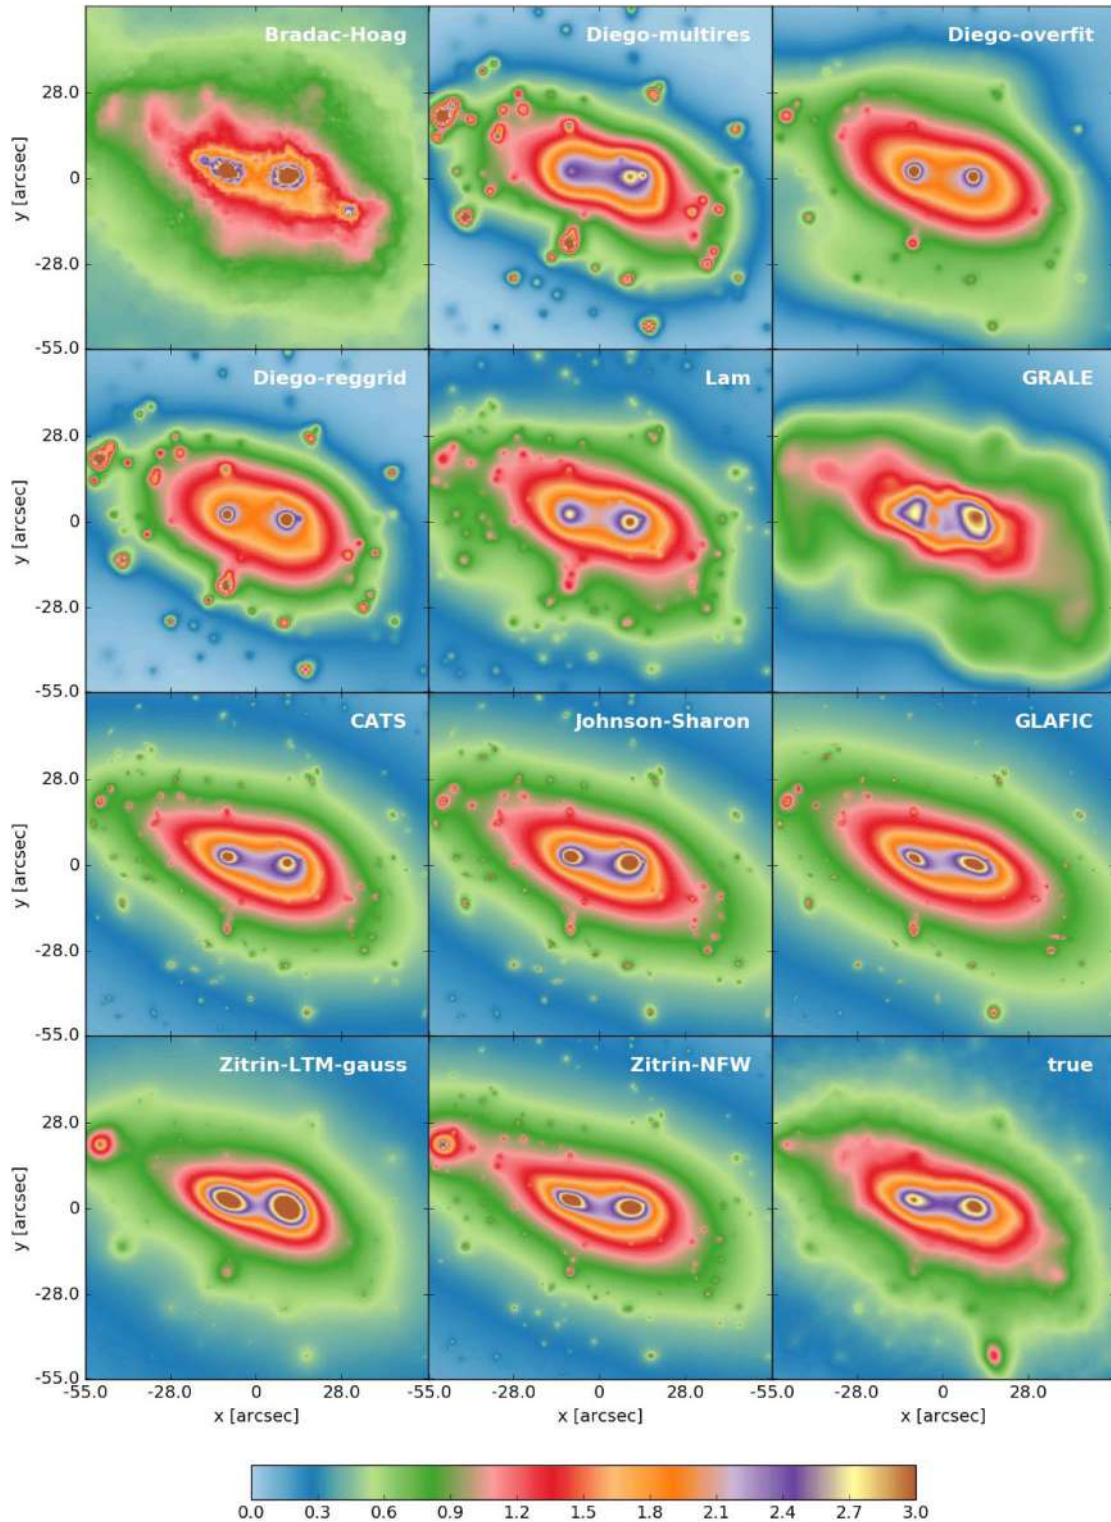 Bradac-Hoag Diego-multires Diego-overfit
28.0
0
-28.0
-55.0
y [arcsec]
Diego-reggrid Lam GRALE
28.0
0
-28.0
-55.0
y [arcsec]
CATS Johnson-Sharon GLAFIC
28.0
0
-28.0
-55.0
y [arcsec]
Zitrin-LTM-gauss Zitrin-NFW true
28.0
0
-28.0
-55.0
y [arcsec]
-55.0 -28.0 0 28.0 -55.0 -28.0 0 28.0 -55.0 -28.0 0 28.0
x [arcsec] x [arcsec] x [arcsec]
0.0 0.3 0.6 0.9 1.2 1.5 1.8 2.1 2.4 2.7 3.0